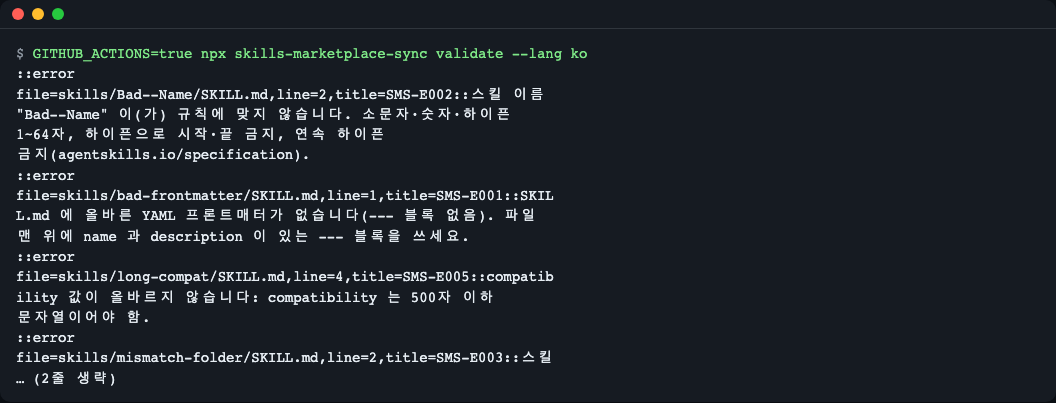 $ GITHUB_ACTIONS=true npx skills-marketplace-sync validate --lang ko
::error
file=skills/Bad--Name/SKILL.md,line=2,title=SMS-E002::스킬 이름
"Bad--Name" 이(가) 규칙에 맞지 않습니다. 소문자·숫자·하이픈
1~64자, 하이픈으로 시작·끝 금지, 연속 하이픈
금지(agentskills.io/specification).
::error
file=skills/bad-frontmatter/SKILL.md,line=1,title=SMS-E001::SKIL
L.md 에 올바른 YAML 프론트매터가 없습니다(--- 블록 없음). 파일
맨 위에 name 과 description 이 있는 --- 블록을 쓰세요.
::error
file=skills/long-compat/SKILL.md,line=4,title=SMS-E005::compatib
ility 값이 올바르지 않습니다: compatibility 는 500자 이하
문자열이어야 함.
::error
file=skills/mismatch-folder/SKILL.md,line=2,title=SMS-E003::스킬
… (2줄 생략)